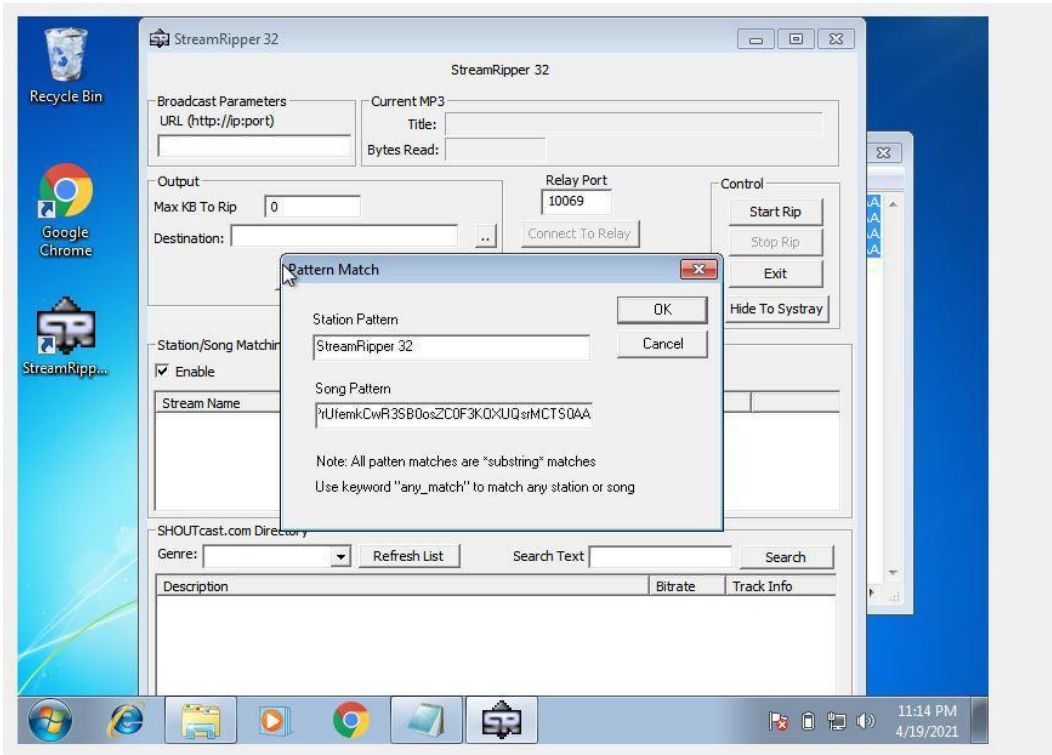 Recycle Bin
Google
Chrome
StreamRipp...
StreamRipper 32
StreamRipper 32
Broadcast Parameters
URL (http://ip:port)
Current MP3
Title:
Bytes Read:
Output
Max KB To Rip 0
Destination:
..
Relay Port
10069
Connect To Relay
Control
Start Rip
Stop Rip
Exit
Hide To Systray
Pattern Match
Station Pattern
StreamRipper 32
OK
Cancel
Song Pattern
Note: All patten matches are *substring* matches
Use keyword "any_match" to match any station or song
Station/Song Matchin
Enable
Stream Name
SHOUTcast.com Directory
Genre:
Refresh List
Search Text
Search
Description Bitrate Track Info
11:14 PM
4/19/2021